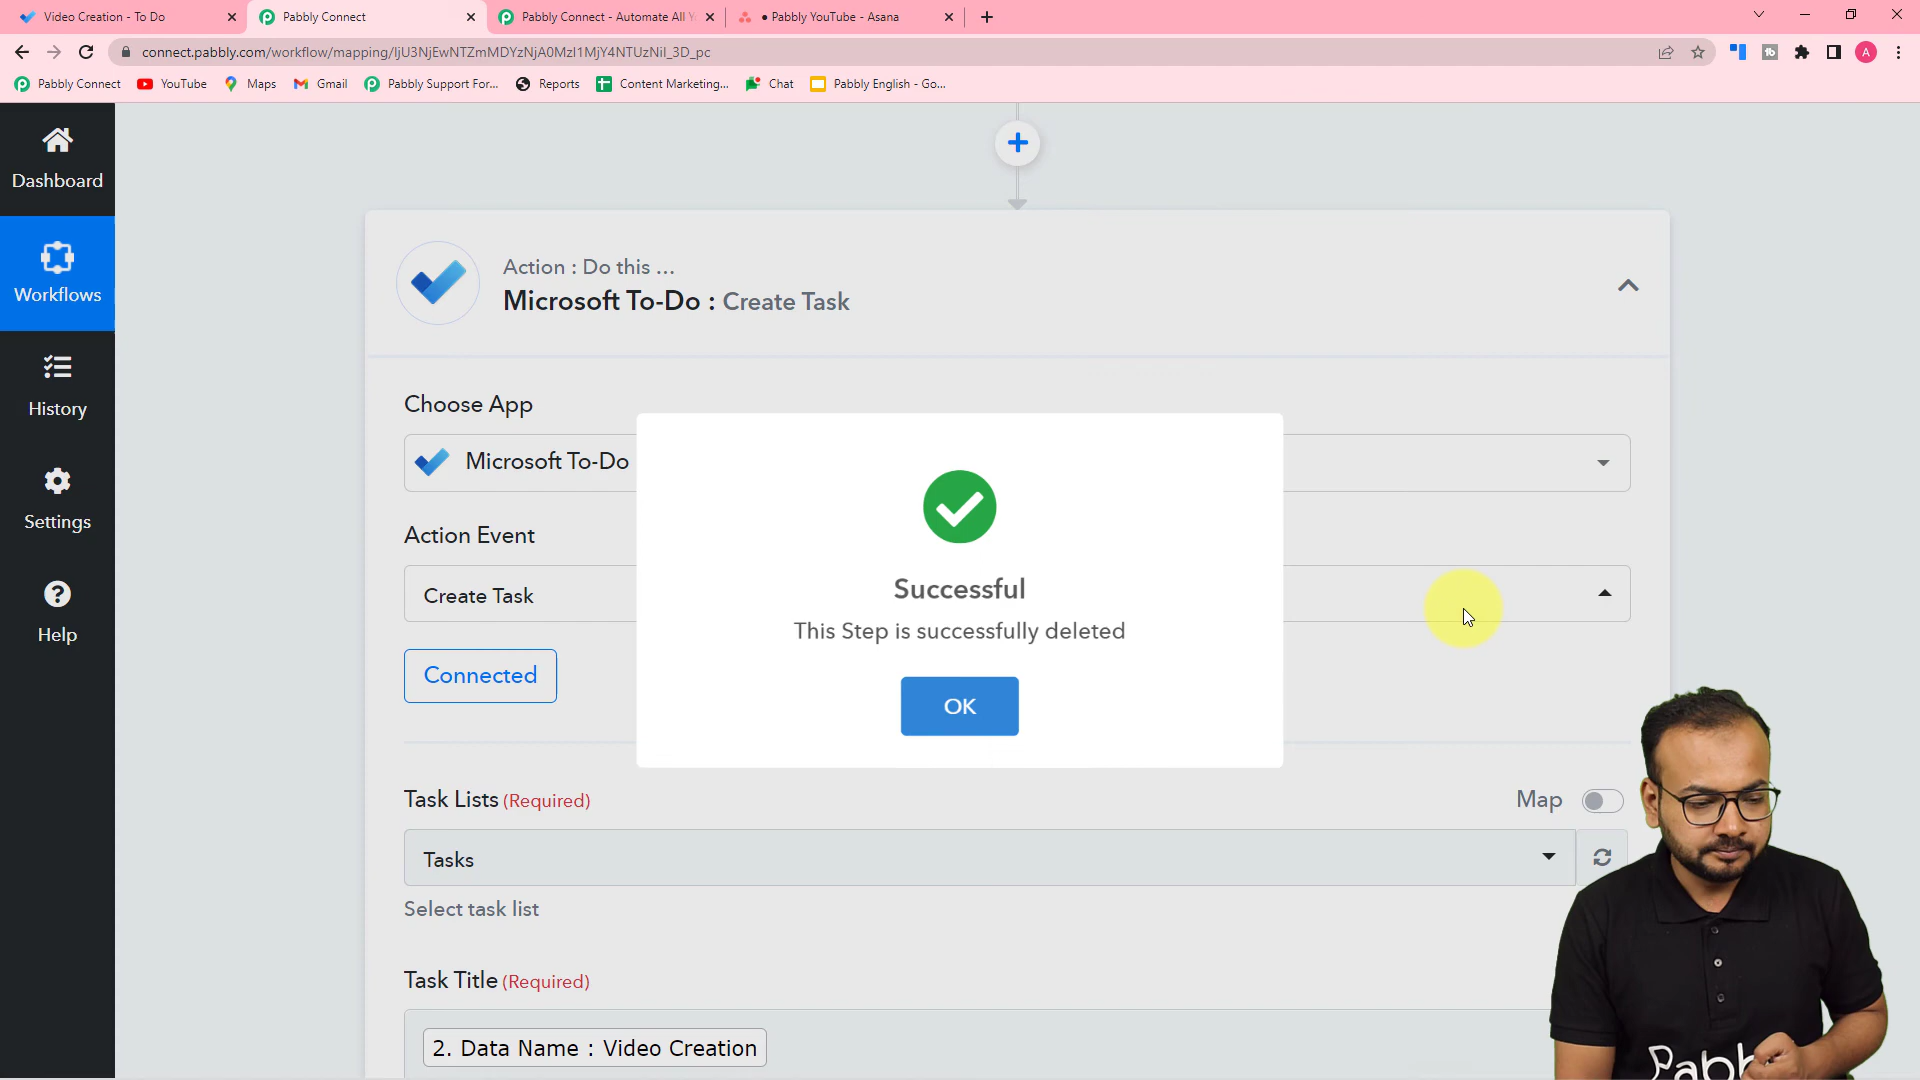 Video Creation - To Do
Pabbly Connect
Pabbly Connect - Automate All Y
• Pabbly YouTube - Asana
connect.pabbly.com/workflow/mapping/IjU3NjEwNTZmMDYzNjA0MzI1MjY4NTUzNiI_3D_pc
A
Pabbly Connect
YouTube
Maps
Gmail
Pabbly Support For...
Reports
Content Marketing...
Chat
Pabbly English - Go...
Dashboard
Workflows
History
Settings
Help
Action : Do this ...
Microsoft To-Do : Create Task
Choose App
Microsoft To-Do
Action Event
Create Task
Connected
Successful
This Step is successfully deleted
OK
Task Lists (Required)
Map
Tasks
Select task list
Task Title (Required)
2. Data Name : Video Creation
Pabb